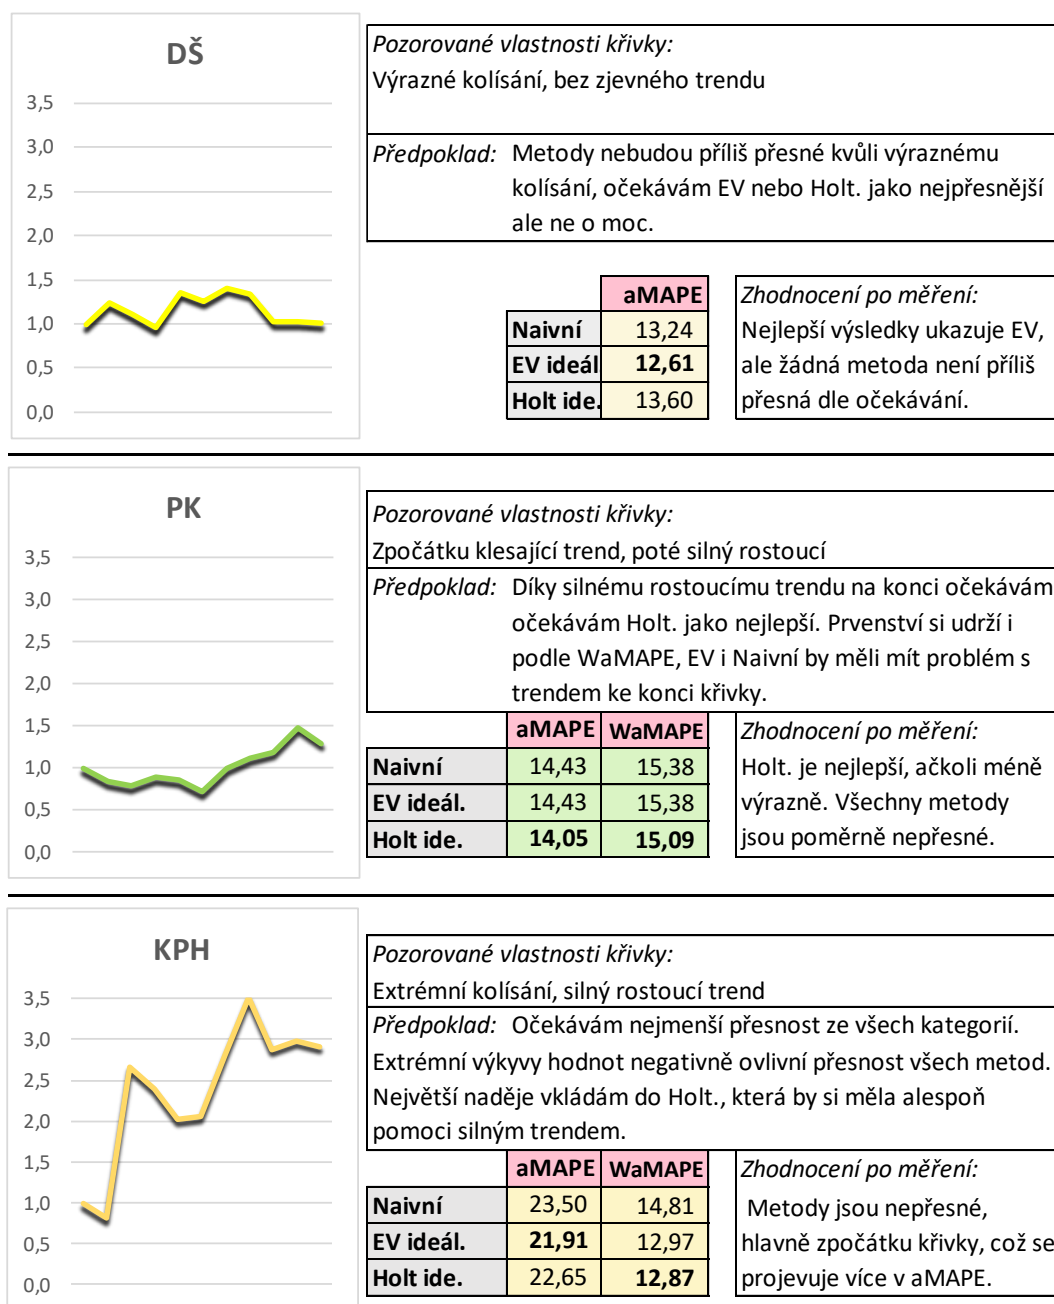 DŠ
3,5
3,0
2,5
2,0
1,5
1,0
0,5
0,0
Pozorované vlastnosti křivky:
Výrazné kolísání, bez zjevného trendu
Předpoklad: Metody nebudou příliš přesné kvůli výraznému
kolísání, očekávám EV nebo Holt. jako nejpřesnější
ale ne o moc.
aMAPE
Naivní 13,24
EV ideál 12,61
Holt ide. 13,60
Zhodnocení po měření:
Nejlepší výsledky ukazuje EV,
ale žádná metoda není příliš
přesná dle očekávání.
PK
3,5
3,0
2,5
2,0
1,5
1,0
0,5
0,0
Pozorované vlastnosti křivky:
Zpočátku klesající trend, poté silný rostoucí
Předpoklad: Díky silnému rostoucímu trendu na konci očekávám
očekávám Holt. jako nejlepší. Prvenství si udrží i
podle WaMAPE, EV i Naivní by měli mít problém s
trendem ke konci křivky.
aMAPE WaMAPE
Naivní 14,43 15,38
EV ideál. 14,43 15,38
Holt ide. 14,05 15,09
Zhodnocení po měření:
Holt. je nejlepší, ačkoli méně
výrazně. Všechny metody
jsou poměrně nepřesné.
KPH
3,5
3,0
2,5
2,0
1,5
1,0
0,5
0,0
Pozorované vlastnosti křivky:
Extrémní kolísání, silný rostoucí trend
Předpoklad: Očekávám nejmenší přesnost ze všech kategorií.
Extrémní výkyvy hodnot negativně ovlivní přesnost všech metod.
Největší naděje vkládám do Holt., která by si měla alespoň
pomoci silným trendem.
aMAPE WaMAPE
Naivní 23,50 14,81
EV ideál. 21,91 12,97
Holt ide. 22,65 12,87
Zhodnocení po měření:
Metody jsou nepřesné,
hlavně zpočátku křivky, což se
projevuje více v aMAPE.